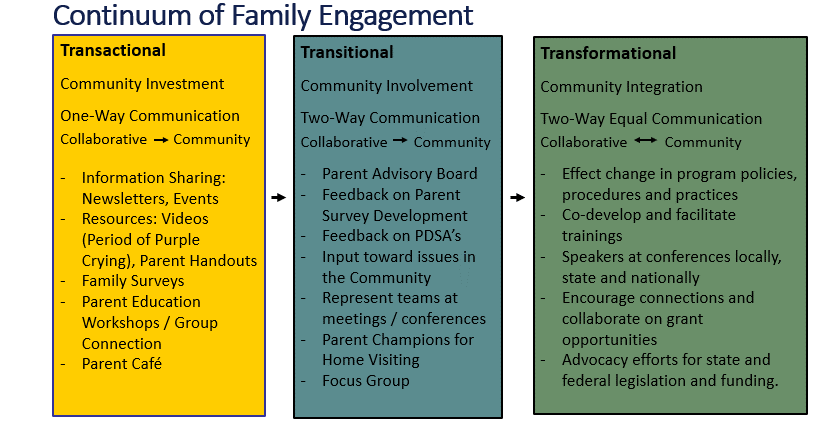 Continuum of Family Engagement
Transactional
Community Investment
One-Way Communication
Collaborative → Community
- Information Sharing:
Newsletters, Events
- Resources: Videos
(Period of Purple
Crying), Parent Handouts
- Family Surveys
- Parent Education
Workshops / Group
Connection
- Parent Café
Transitional
Community Involvement
Two-Way Communication
Collaborative → Community
- Parent Advisory Board
- Feedback on Parent
Survey Development
- Feedback on PDSA’s
- Input toward issues in
the Community
- Represent teams at
meetings / conferences
- Parent Champions for
Home Visiting
- Focus Group
Transformational
Community Integration
Two-Way Equal Communication
Collaborative ↔ Community
- Effect change in program policies,
procedures and practices
- Co-develop and facilitate
trainings
- Speakers at conferences locally,
state and nationally
- Encourage connections and
collaborate on grant
opportunities
- Advocacy efforts for state and
federal legislation and funding.